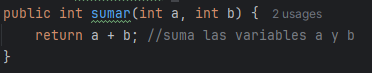 public int sumar(int a, int b) { 2 usages
    return a + b; //suma las variables a y b
}